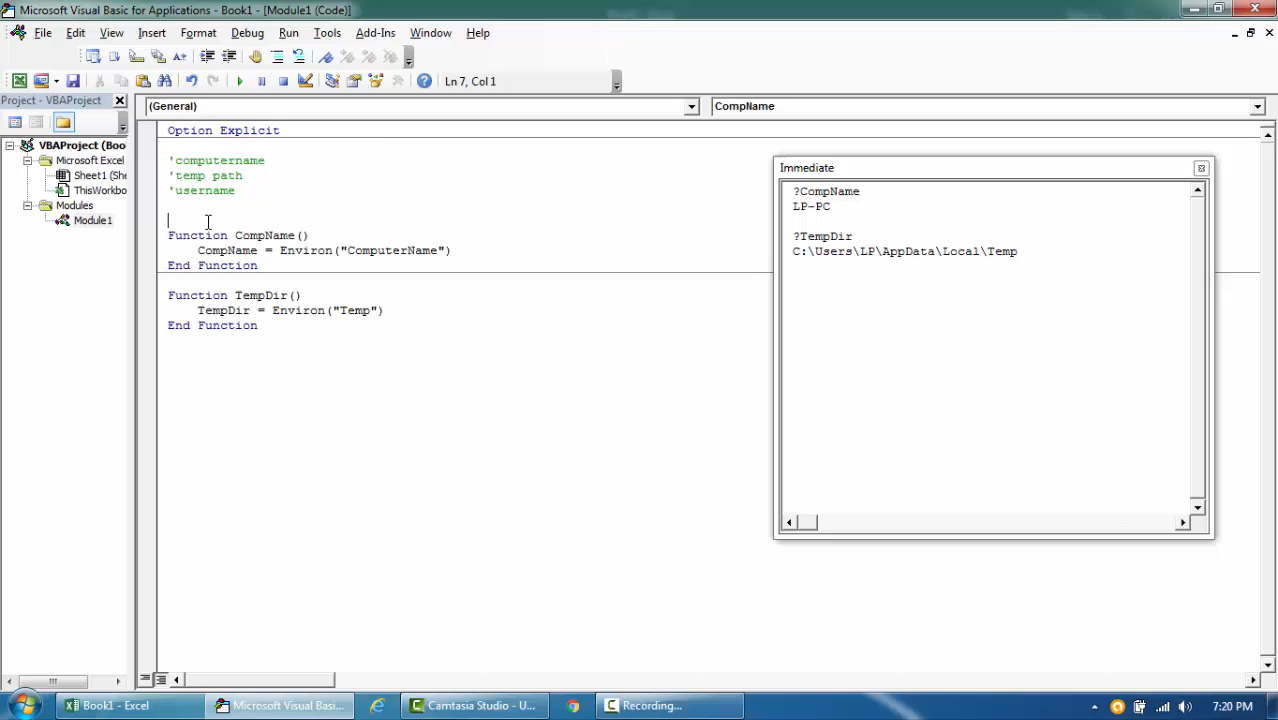 Microsoft Visual Basic for Applications - Book1 - [Module1 (Code)]
File Edit View Insert Format Debug Run Tools Add-Ins Window Help
Ln 7, Col 1
Project - VBAProject
(General)
CompName
VBAProject (Boo
Microsoft Excel
Sheet1 (She
ThisWorkbo
Modules
Module1
Option Explicit
'computername
'temp path
'username
Function CompName()
CompName = Environ("ComputerName")
End Function
Function TempDir()
TempDir = Environ("Temp")
End Function
Immediate
?CompName
LP-PC
?TempDir
C:\Users\LP\AppData\Local\Temp
Book1 - Excel
Microsoft Visual Basi...
Camtasia Studio - U...
Recording...
7:20 PM